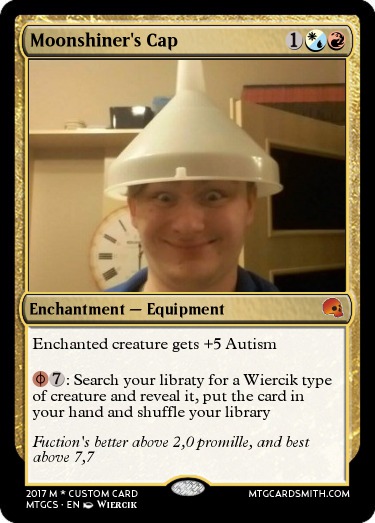 Moonshiner's Cap 1
Enchantment — Equipment
Enchanted creature gets +5 Autism
7: Search your libraty for a Wiercik type
of creature and reveal it, put the card in
your hand and shuffle your library
Fuction's better above 2,0 promille, and best
above 7,7
2017 M * CUSTOM CARD
MTGCS • EN Wiercik
MTGCARDSMITH.COM